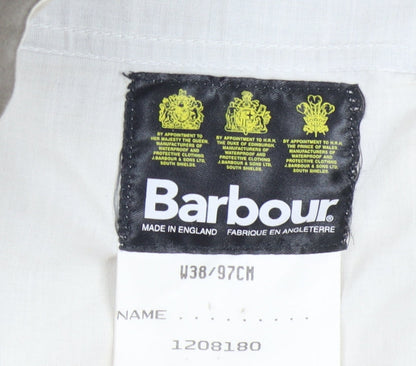 BY APPOINTMENT TO
HER MAJESTY THE QUEEN.
MANUFACTURERS OF
WATERPROOF AND
PROTECTIVE CLOTHING
J.BARBOUR & SONS LTD
SOUTH SHIELDS.
BY APPOINTMENT TO H.R.H.
THE DUKE OF EDINBURGH.
MANUFACTURERS OF
WATERPROOF AND
PROTECTIVE CLOTHING
J.BARBOUR & SONS LTD
SOUTH SHIELDS.
BY APPOINTMENT TO H.R.H.
THE PRINCE OF WALES.
MANUFACTURERS OF
WATERPROOF AND
PROTECTIVE CLOTHING
J.BARBOUR & SONS LTD
SOUTH SHIELDS.
Barbour®
MADE IN ENGLAND FABRIQUE EN ANGLETERRE
W38/97CM
NAME . . . . . . . . .
1208180